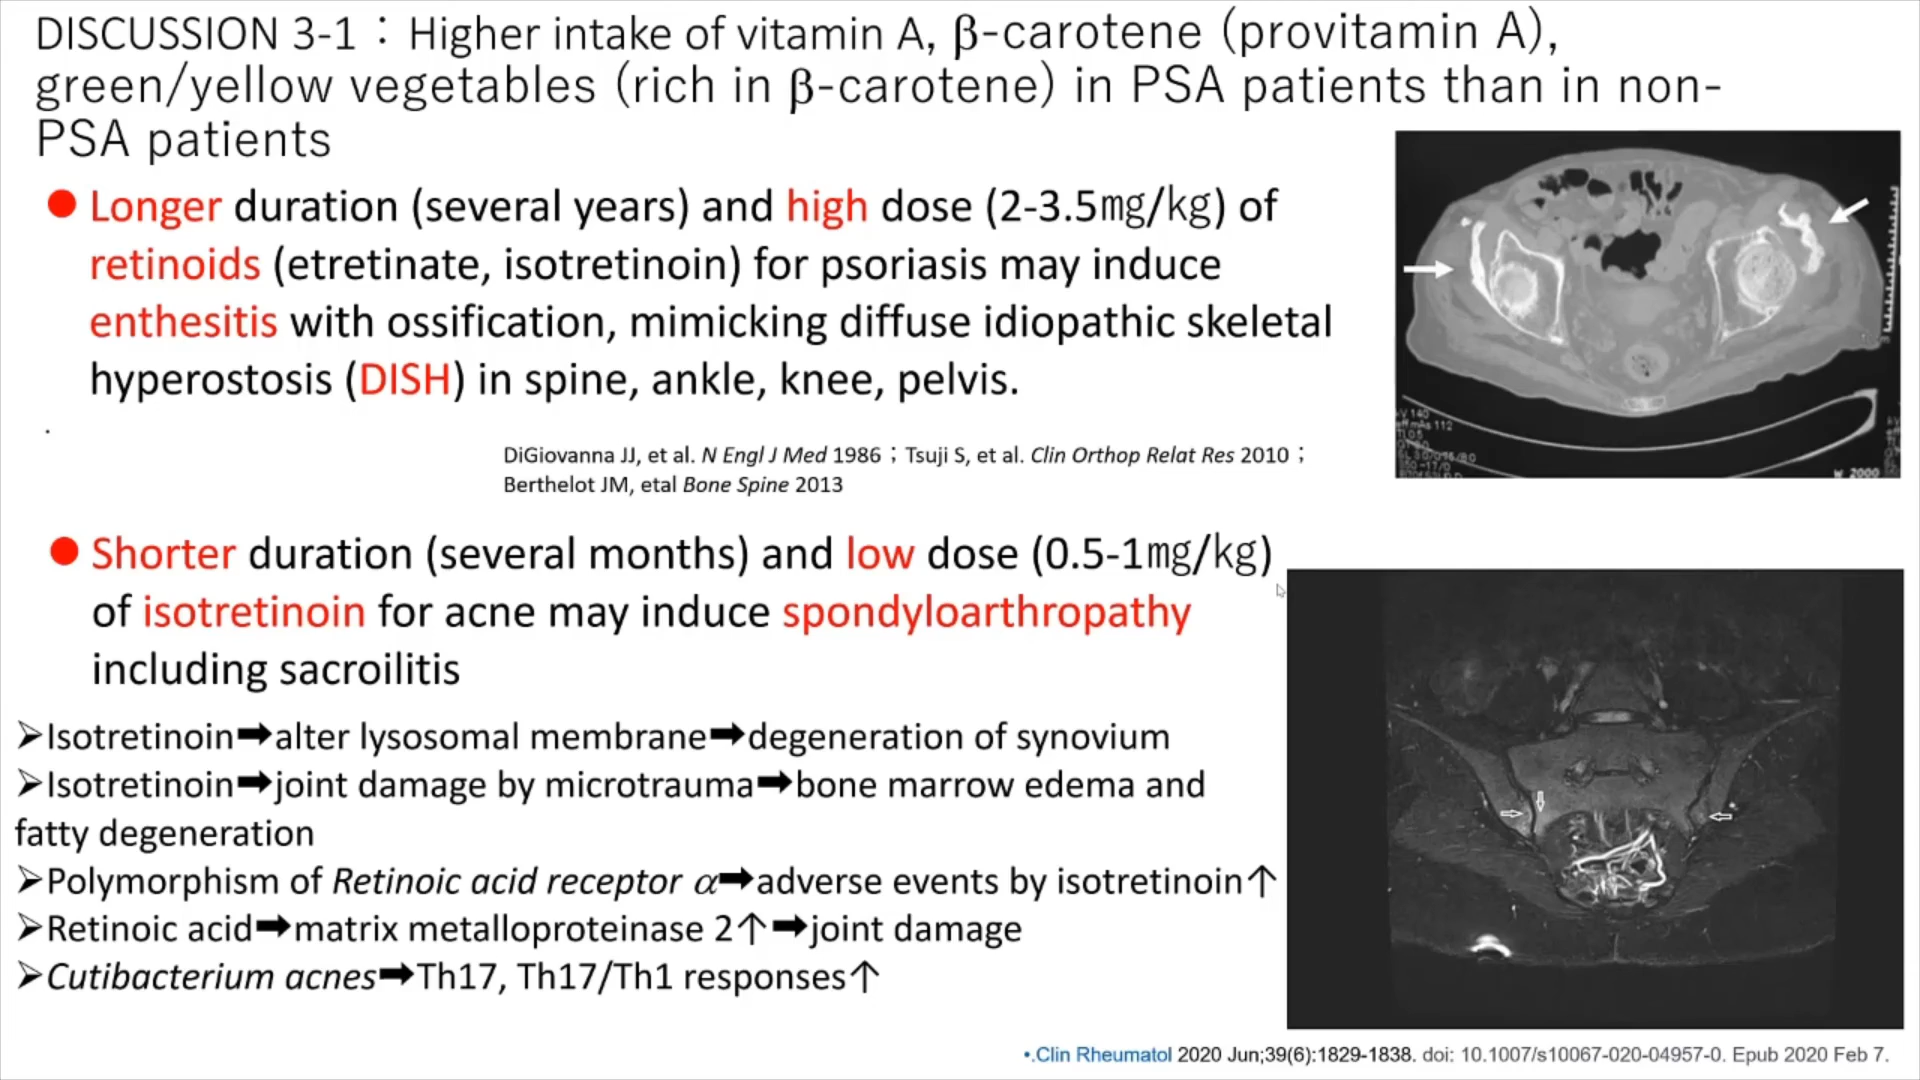 DISCUSSION 3-1：Higher intake of vitamin A, β-carotene (provitamin A),
green/yellow vegetables (rich in β-carotene) in PSA patients than in non-
PSA patients
● Longer duration (several years) and high dose (2-3.5㎎/㎏) of
retinoids (etretinate, isotretinoin) for psoriasis may induce
enthesitis with ossification, mimicking diffuse idiopathic skeletal
hyperostosis (DISH) in spine, ankle, knee, pelvis.
.
DiGiovanna JJ, et al. N Engl J Med 1986；Tsuji S, et al. Clin Orthop Relat Res 2010；
Berthelot JM, etal Bone Spine 2013
kV 140
eff mAs 112
W 2000
● Shorter duration (several months) and low dose (0.5-1㎎/㎏)
of isotretinoin for acne may induce spondyloarthropathy
including sacroilitis
➢Isotretinoin➡alter lysosomal membrane➡degeneration of synovium
➢Isotretinoin➡joint damage by microtrauma➡bone marrow edema and
fatty degeneration
➢Polymorphism of Retinoic acid receptor α➡adverse events by isotretinoin↑
➢Retinoic acid➡matrix metalloproteinase 2↑➡joint damage
➢Cutibacterium acnes➡Th17, Th17/Th1 responses↑
•.Clin Rheumatol 2020 Jun;39(6):1829-1838. doi: 10.1007/s10067-020-04957-0. Epub 2020 Feb 7.